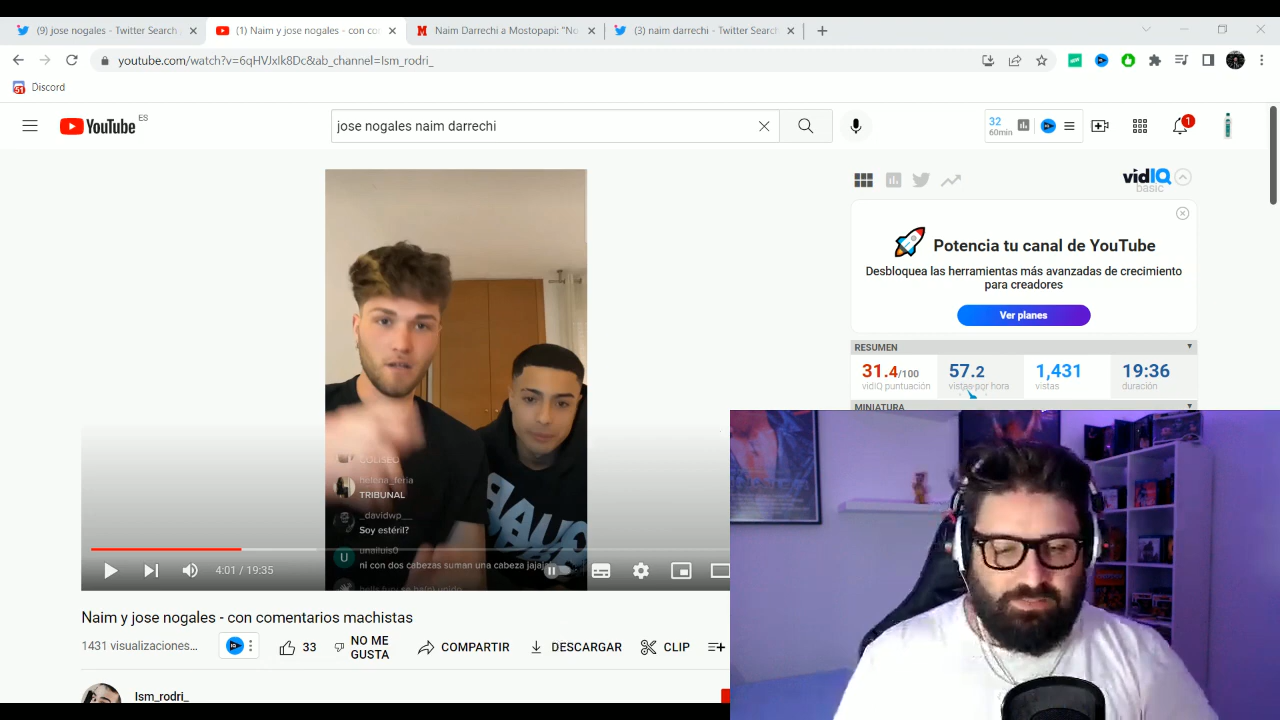 (9) jose nogales - Twitter Search
(1) Naim y jose nogales - con co
Naim Darrechi a Mostopapi: "No
(3) naim darrechi - Twitter Search
youtube.com/watch?v=6qHVJxlk8Dc&ab_channel=Ism_rodri_
Discord
YouTube
ES
jose nogales naim darrechi
32
60min
1
vidIQ
basic
Potencia tu canal de YouTube
Desbloquea las herramientas más avanzadas de crecimiento
para creadores
Ver planes
RESUMEN
31.4/100
vidIQ puntuación
57.2
vistas por hora
1,431
vistas
19:36
duración
MINIATURA
COLISEO
helena_feria
TRIBUNAL
_davidwp__
Soy estéril?
U
unailuis0
ni con dos cabezas suman una cabeza jajaj
4:01 / 19:35
Naim y jose nogales - con comentarios machistas
1431 visualizaciones...
33
NO ME
GUSTA
COMPARTIR
DESCARGAR
CLIP
Ism_rodri_